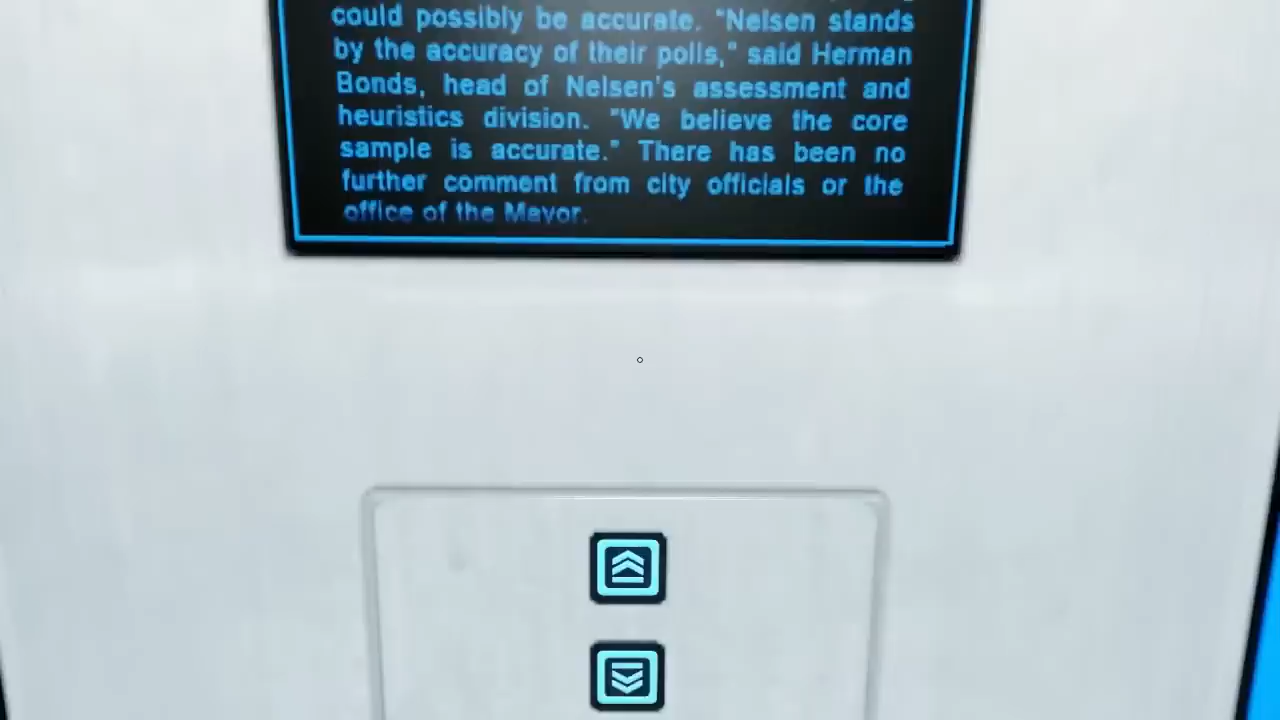 could possibly be accurate. "Nelsen stands
by the accuracy of their polls," said Herman
Bonds, head of Nelsen's assessment and
heuristics division. "We believe the core
sample is accurate." There has been no
further comment from city officials or the
office of the Mayor.